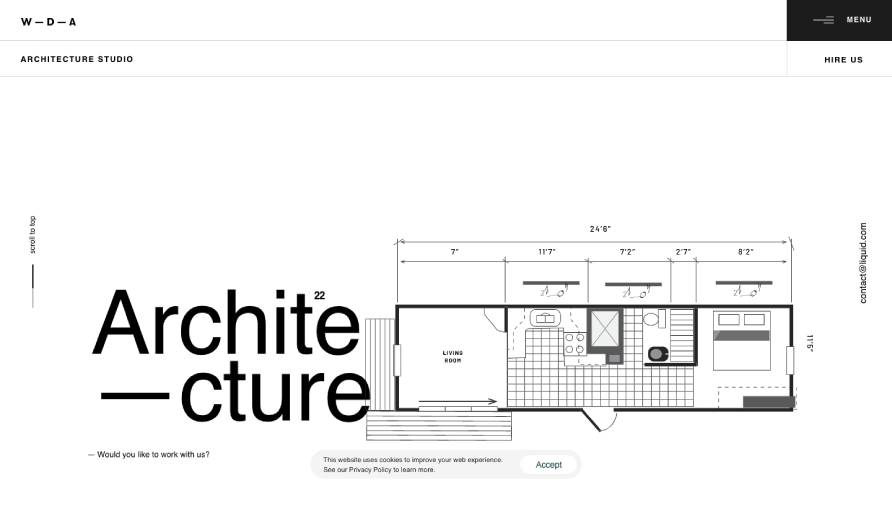 W — D — A
MENU
ARCHITECTURE STUDIO
HIRE US
scroll to top
contact@liquid.com
24'6"
7"
11'7"
7'2"
2'7"
8'2"
22
Archite
—cture
LIVING
ROOM
11'6"
— Would you like to work with us?
This website uses cookies to improve your web experience.
See our Privacy Policy to learn more.
Accept